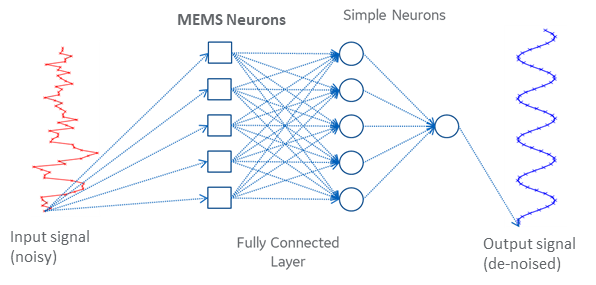 MEMS Neurons
Simple Neurons
Input signal
(noisy)
Fully Connected
Layer
Output signal
(de-noised)